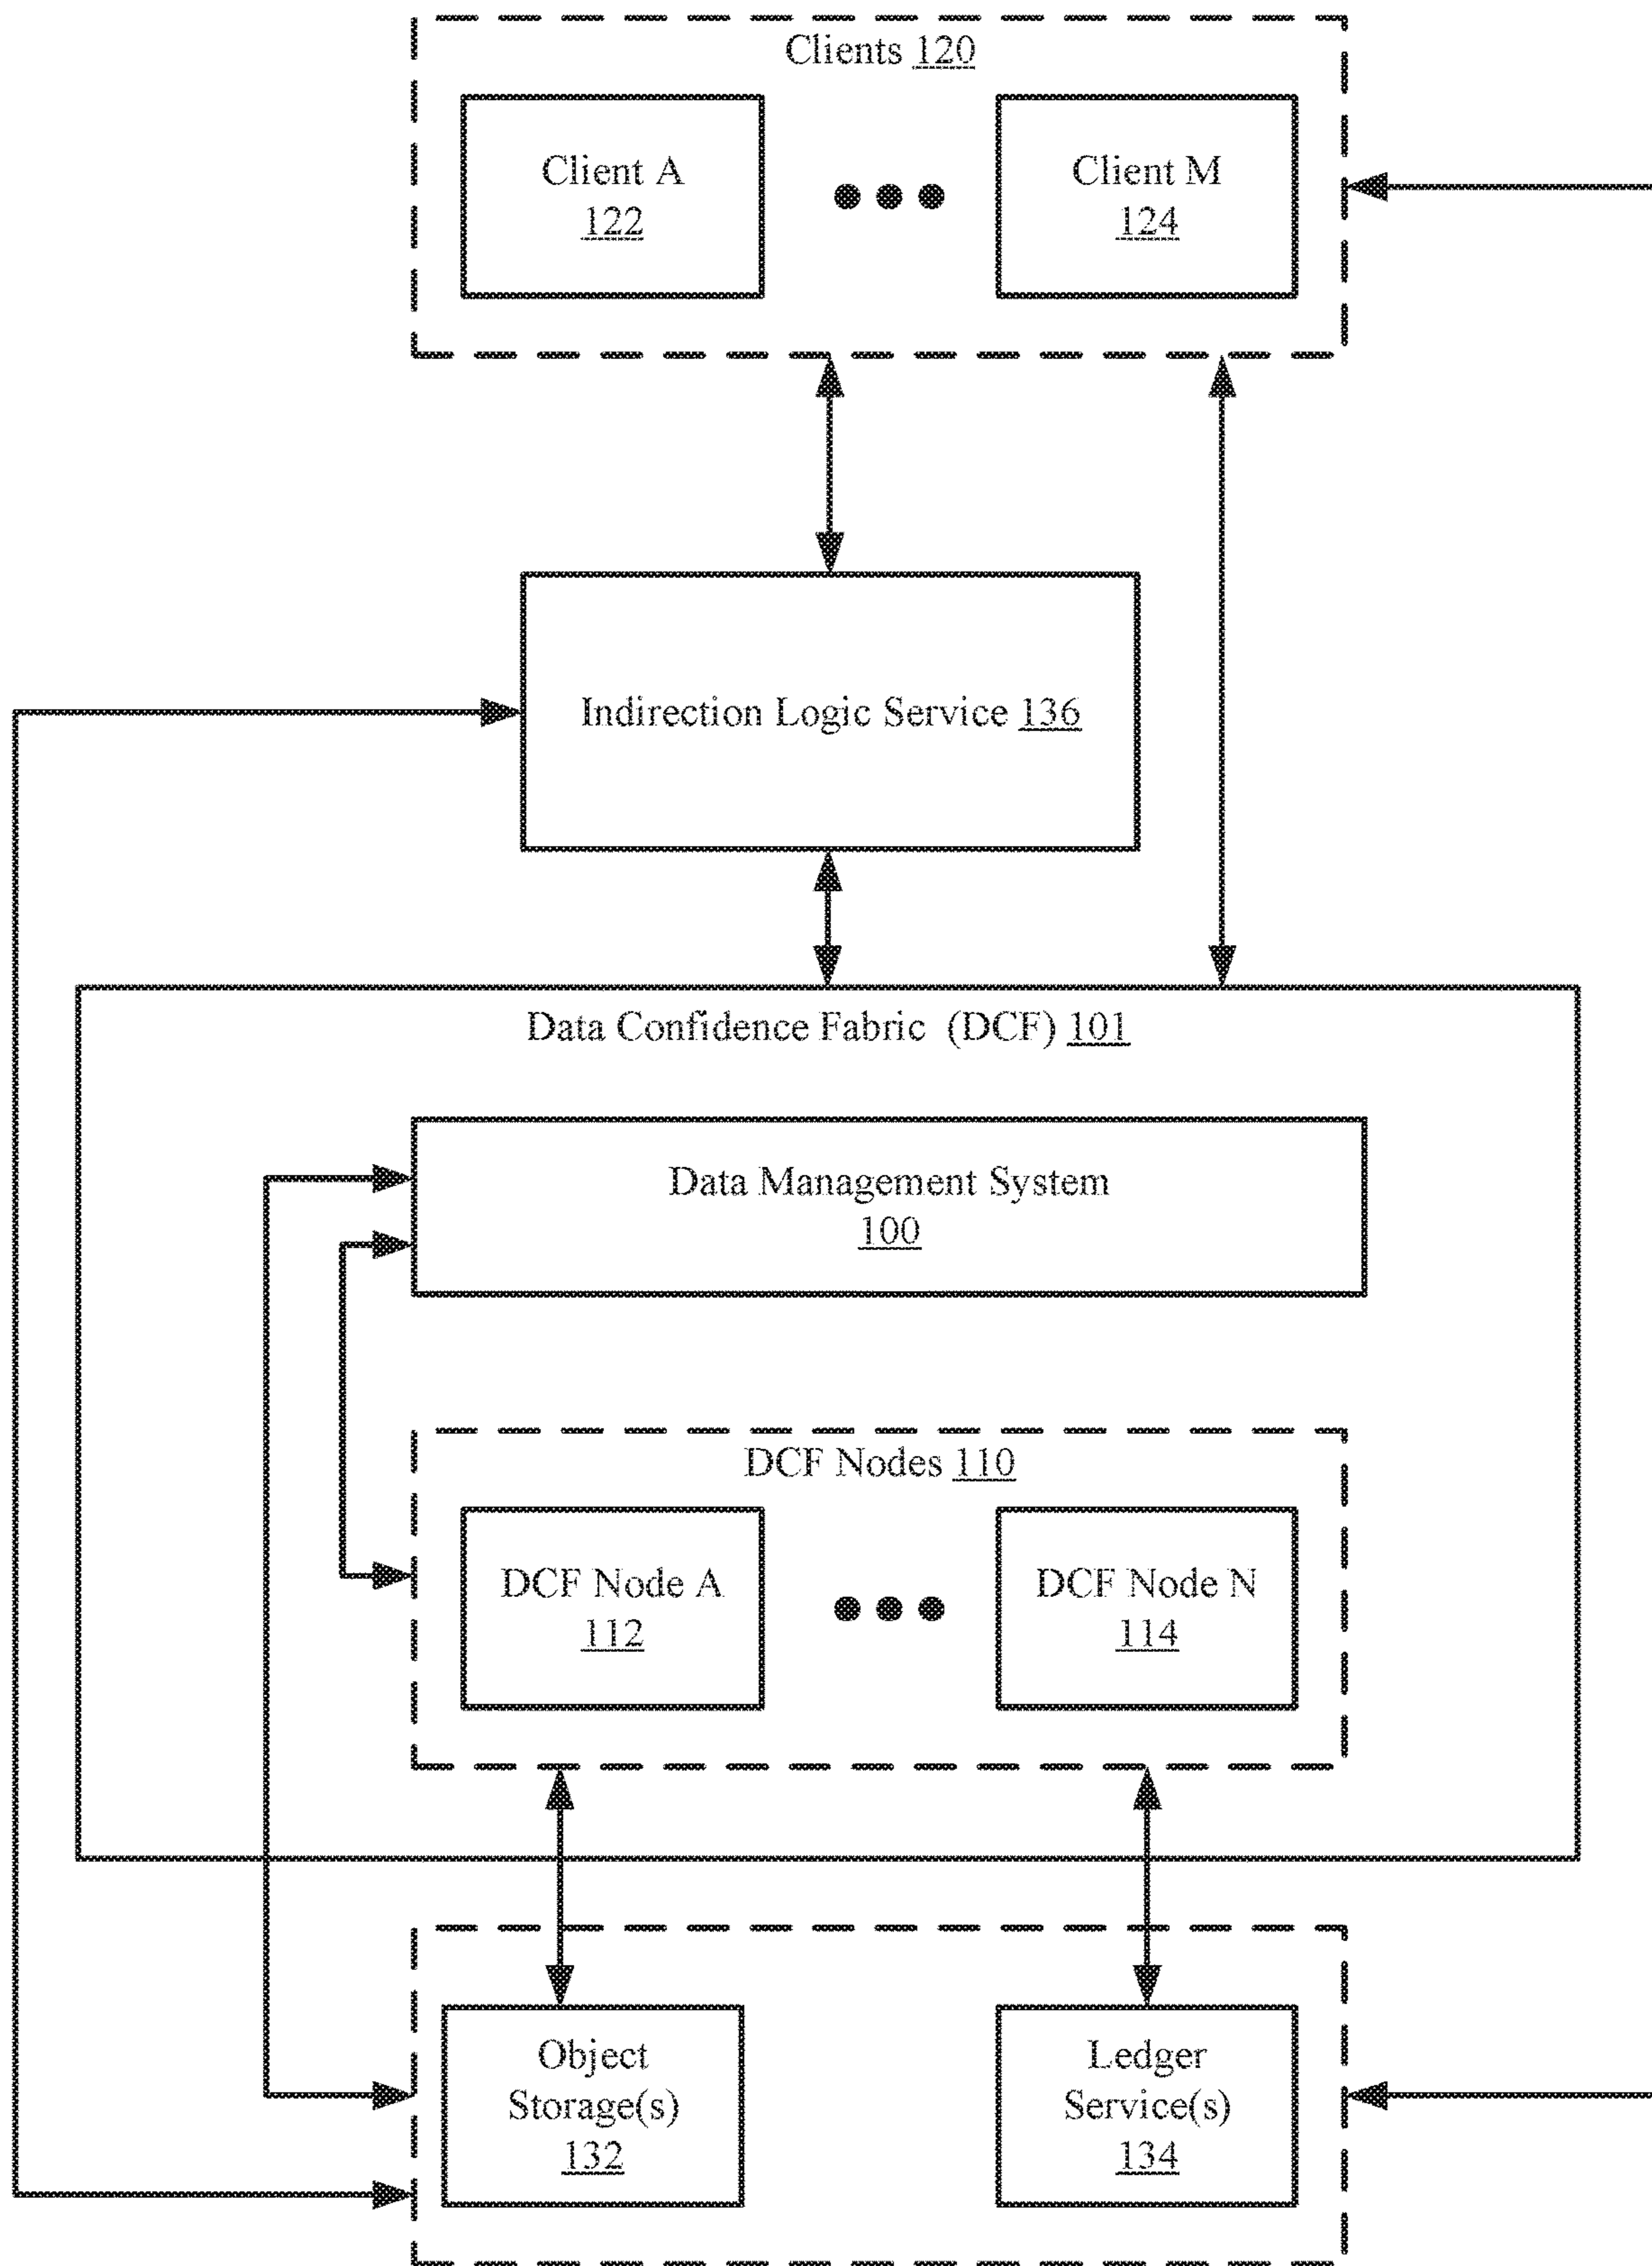 Clients 120
Client A
122
Client M
124
Indirection Logic Service 136
Data Confidence Fabric (DCF) 101
Data Management System
100
DCF Nodes 110
DCF Node A
112
DCF Node N
114
Object
Storage(s)
132
Ledger
Service(s)
134